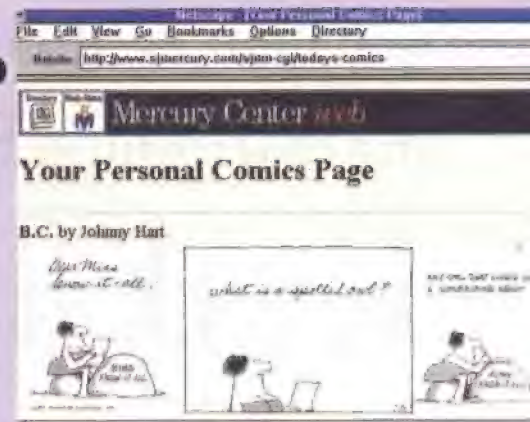 Netscape - [Your Personal Comics Page]
File Edit View Go Bookmarks Options Directory
http://www.sjmercury.com/sjmn-cgi/todays-comics
Mercury Center web
Your Personal Comics Page
B.C. by Johnny Hart
Dear Miss
know-it-all,
what is a spotted owl?